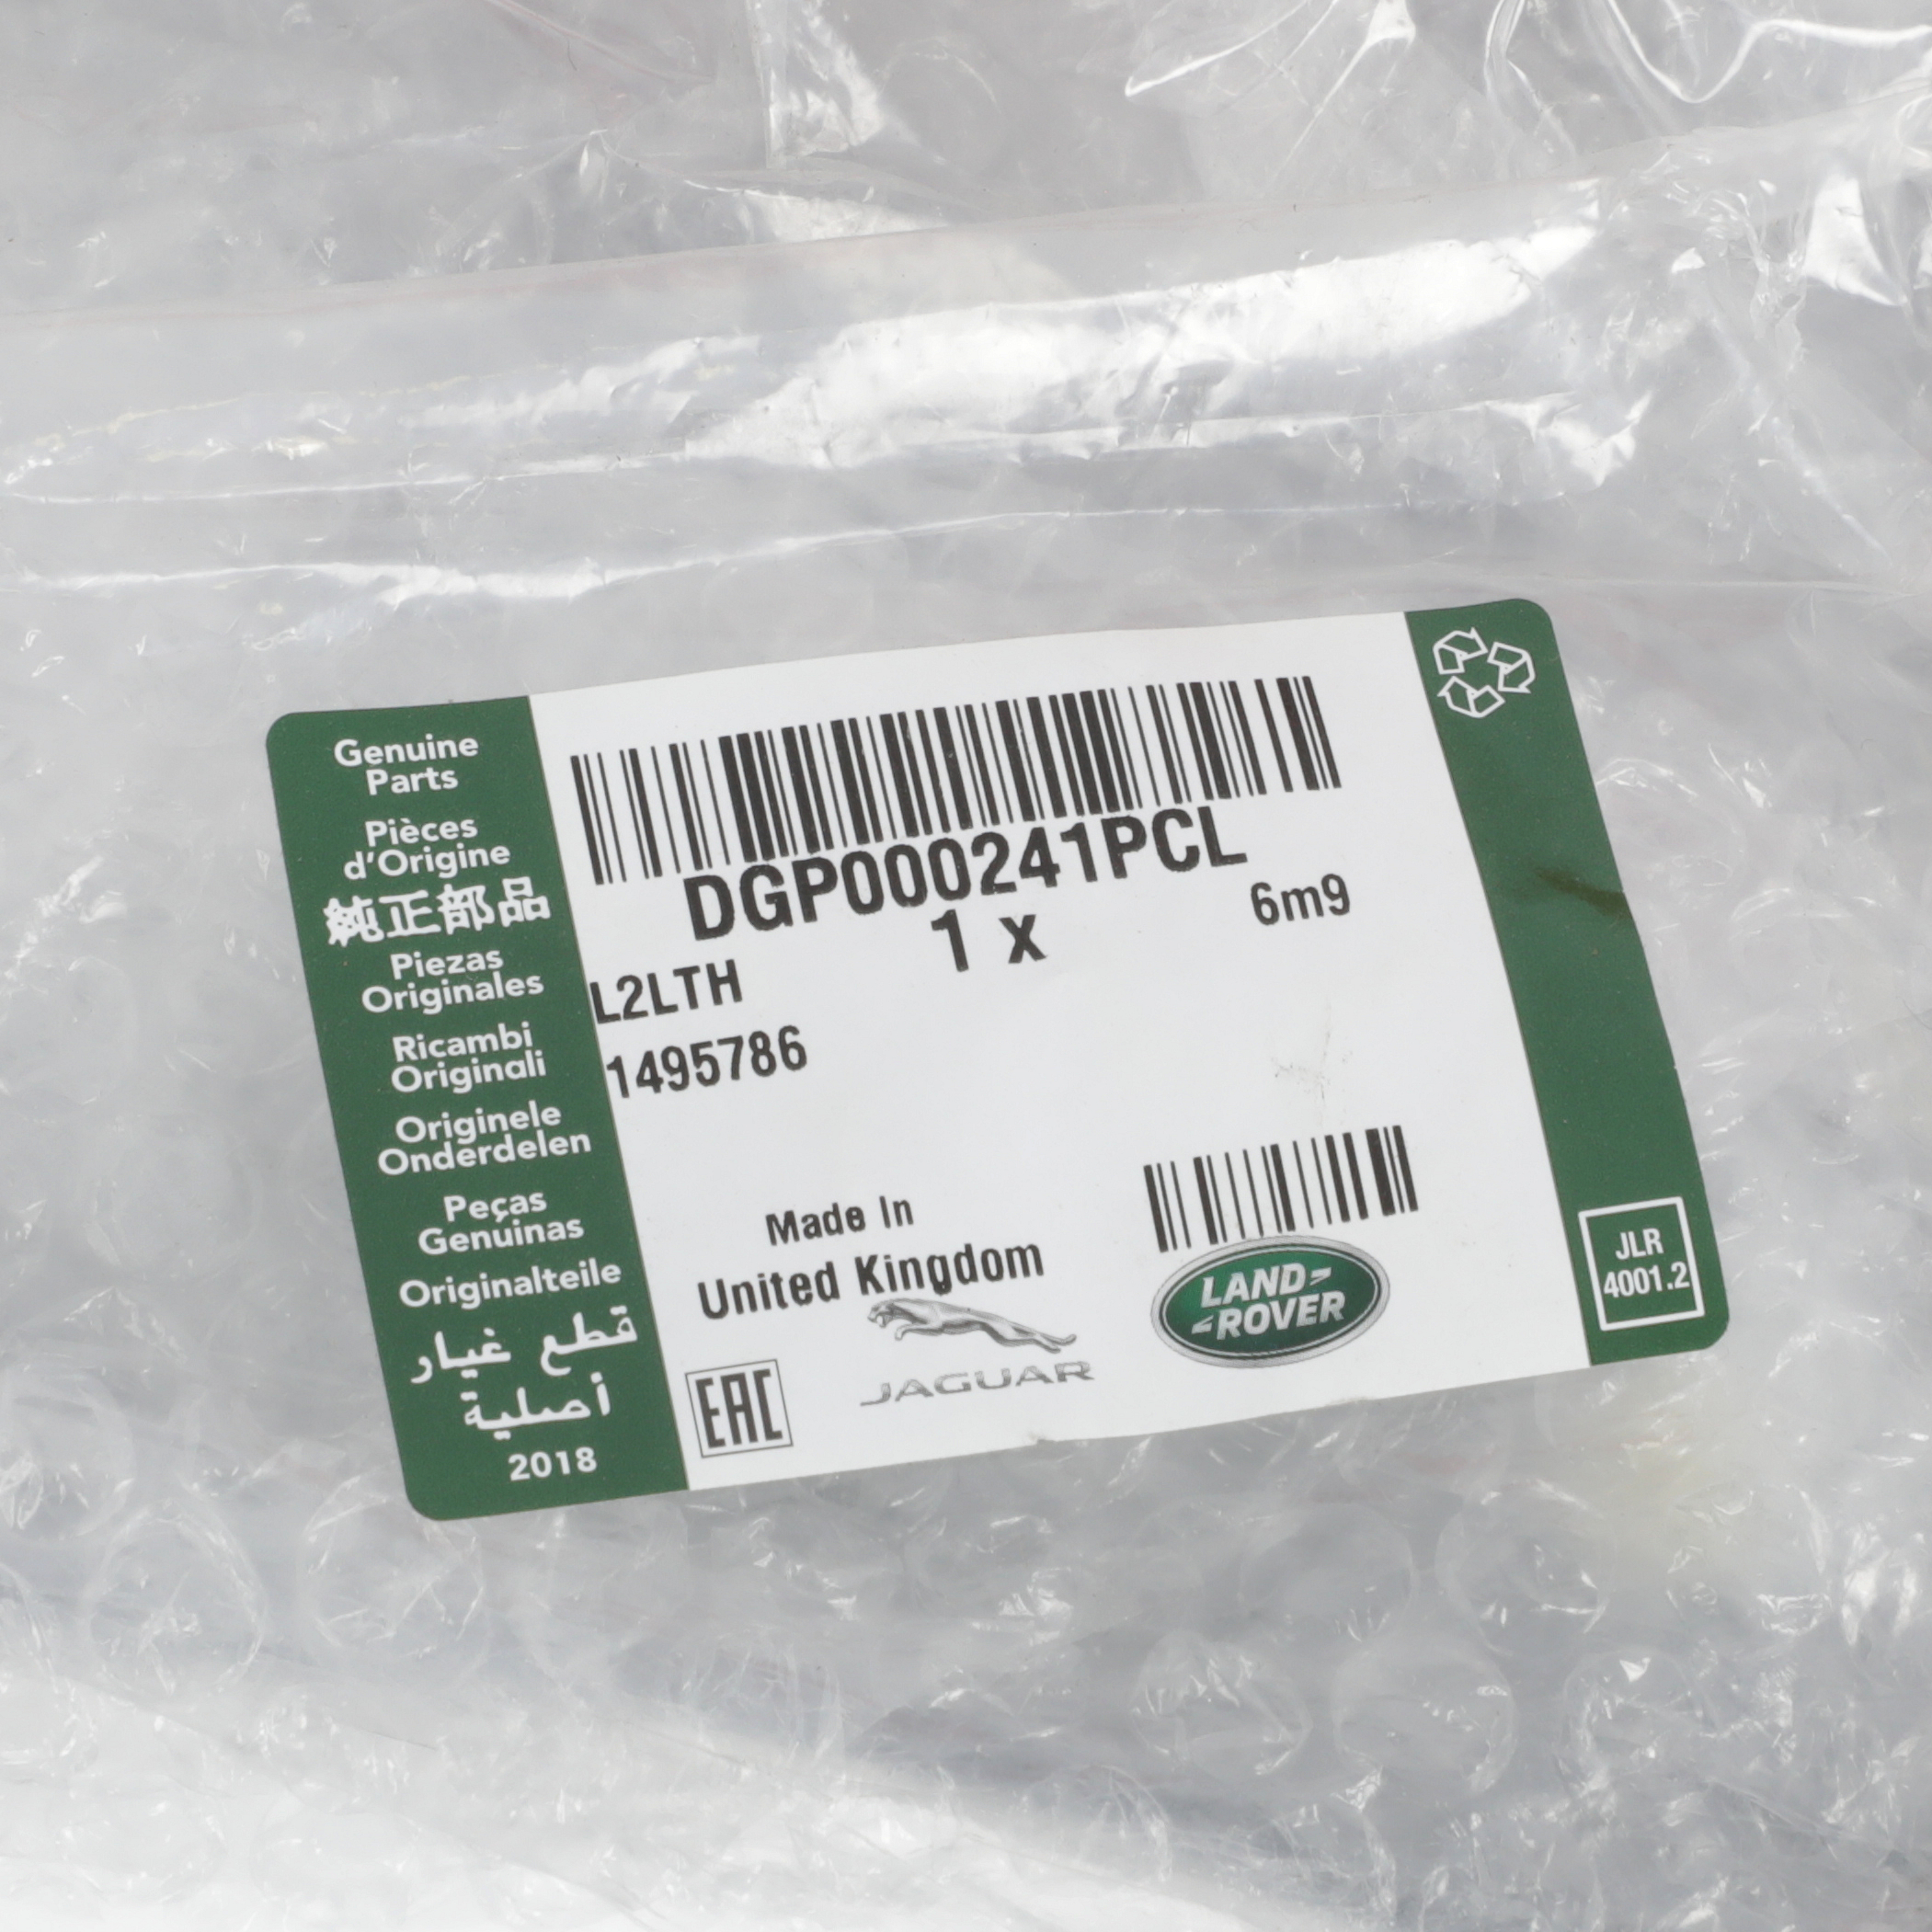 Genuine
Parts
Pièces
d'Origine
純正部品
Piezas
Originales
Ricambi
Originali
Originele
Onderdelen
Peças
Genuinas
Originalteile
قطع غيار
أصلية
2018
DGP000241PCL
1 x
6m9
L2LTH
1495786
Made In
United Kingdom
EAC
JAGUAR
LAND
ROVER
JLR
4001.2